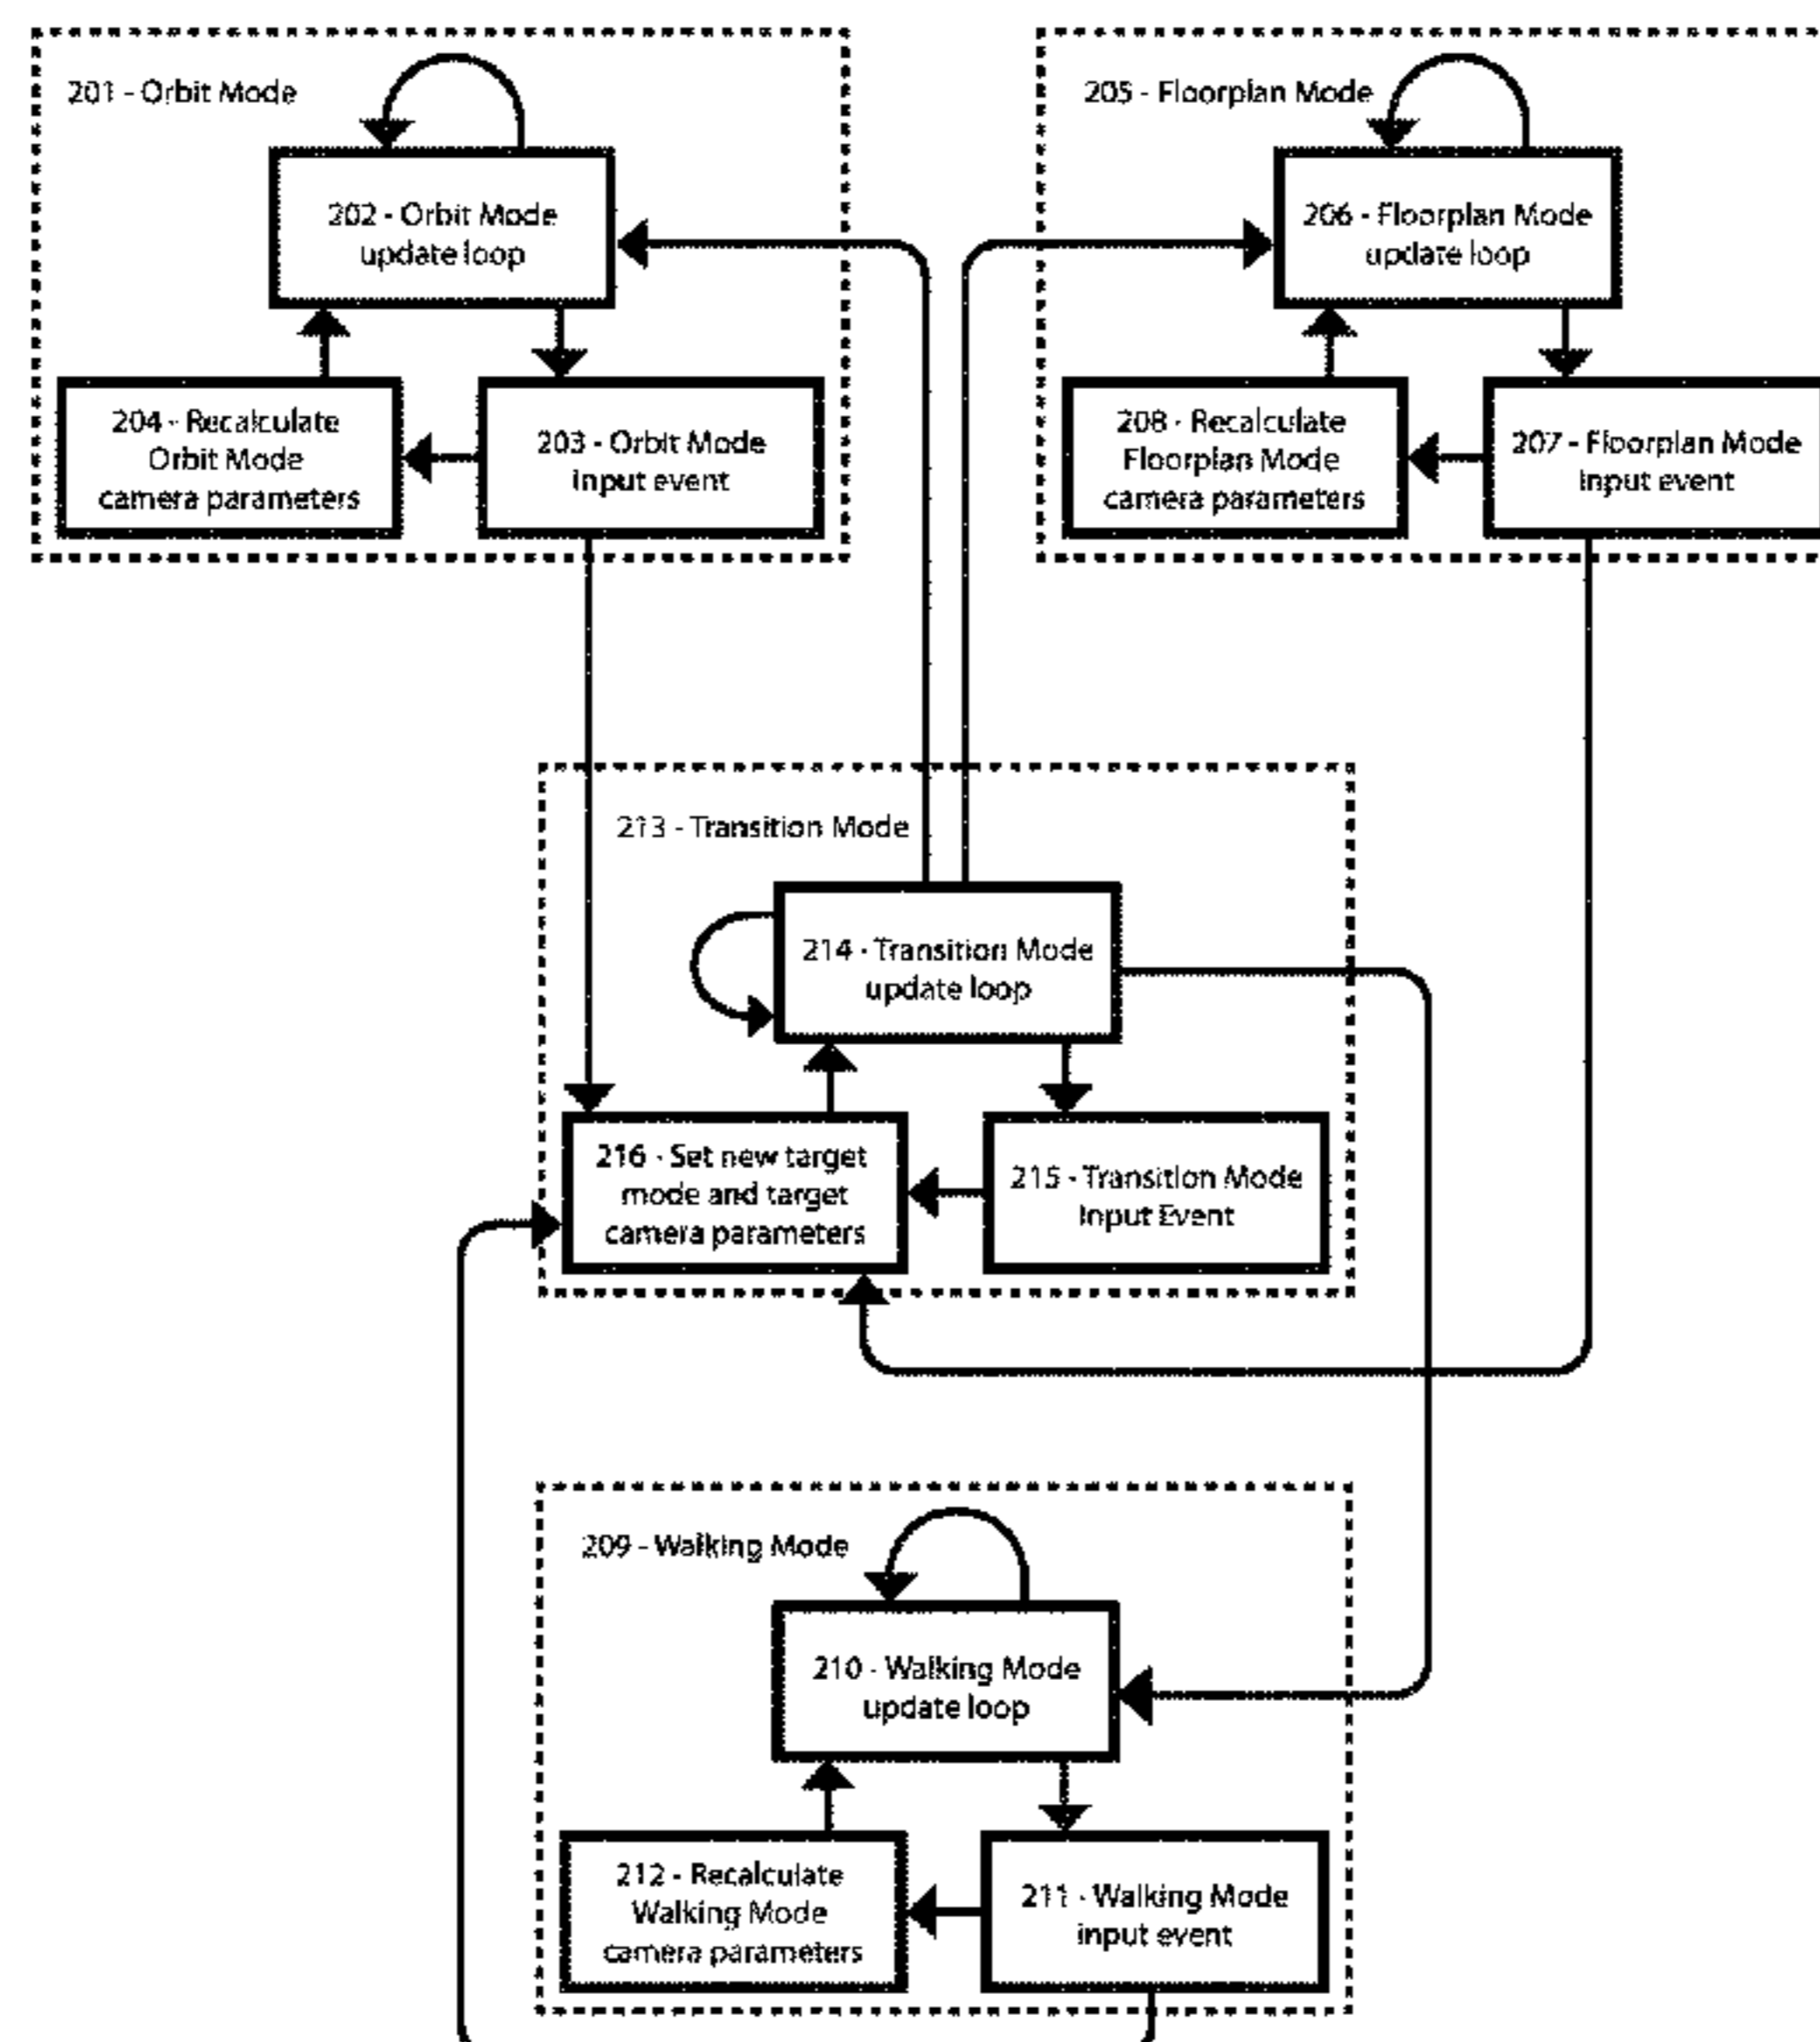 201 - Orbit Mode
202 - Orbit Mode
update loop
204 - Recalculate
Orbit Mode
camera parameters
203 - Orbit Mode
Input event
205 - Floorplan Mode
206 - Floorplan Mode
update loop
208 - Recalculate
Floorplan Mode
camera parameters
207 - Floorplan Mode
Input event
213 - Transition Mode
214 - Transition Mode
update loop
216 - Set new target
mode and target
camera parameters
215 - Transition Mode
Input Event
209 - Walking Mode
210 - Walking Mode
update loop
212 - Recalculate
Walking Mode
camera parameters
211 - Walking Mode
input event